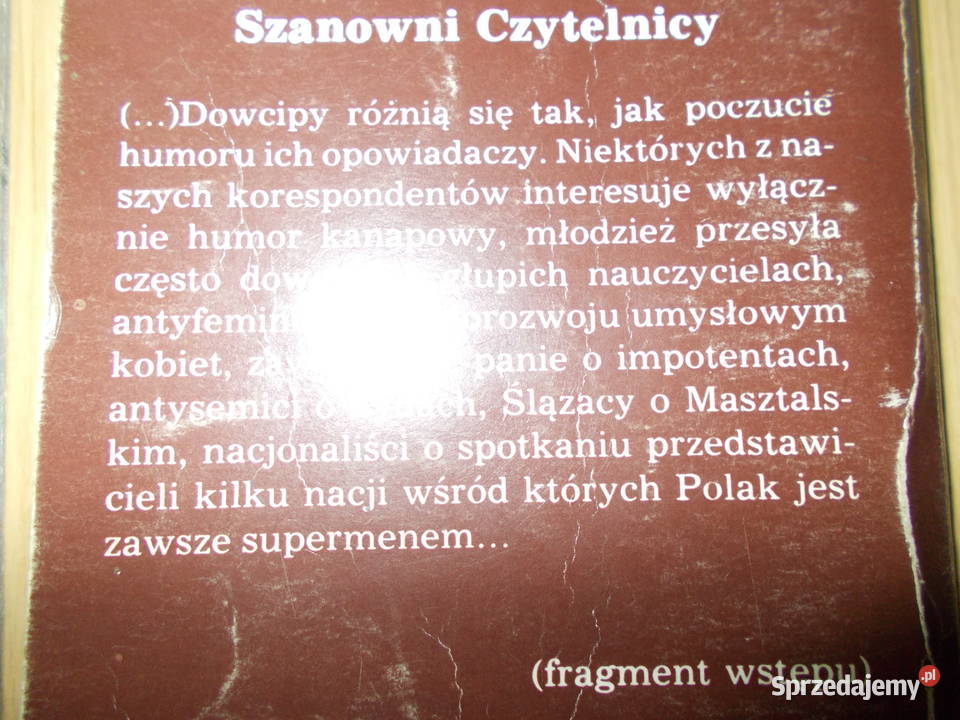 Szanowni Czytelnicy
(...)Dowcipy różnią się tak, jak poczucie
humoru ich opowiadaczy. Niektórych z na-
szych korespondentów interesuje wyłącz-
nie humor kanapowy, młodzież przesyła
często głupich nauczycielach,
umysłowym
kobiet, panie o impotentach,
antysemici o Ślązacy o Masztals-
kim, nacjonaliści o spotkaniu przedstawi-
cieli kilku nacji wśród których Polak jest
zawsze supermenem...
(fragment wstępu)
Sprzedajemy.pl